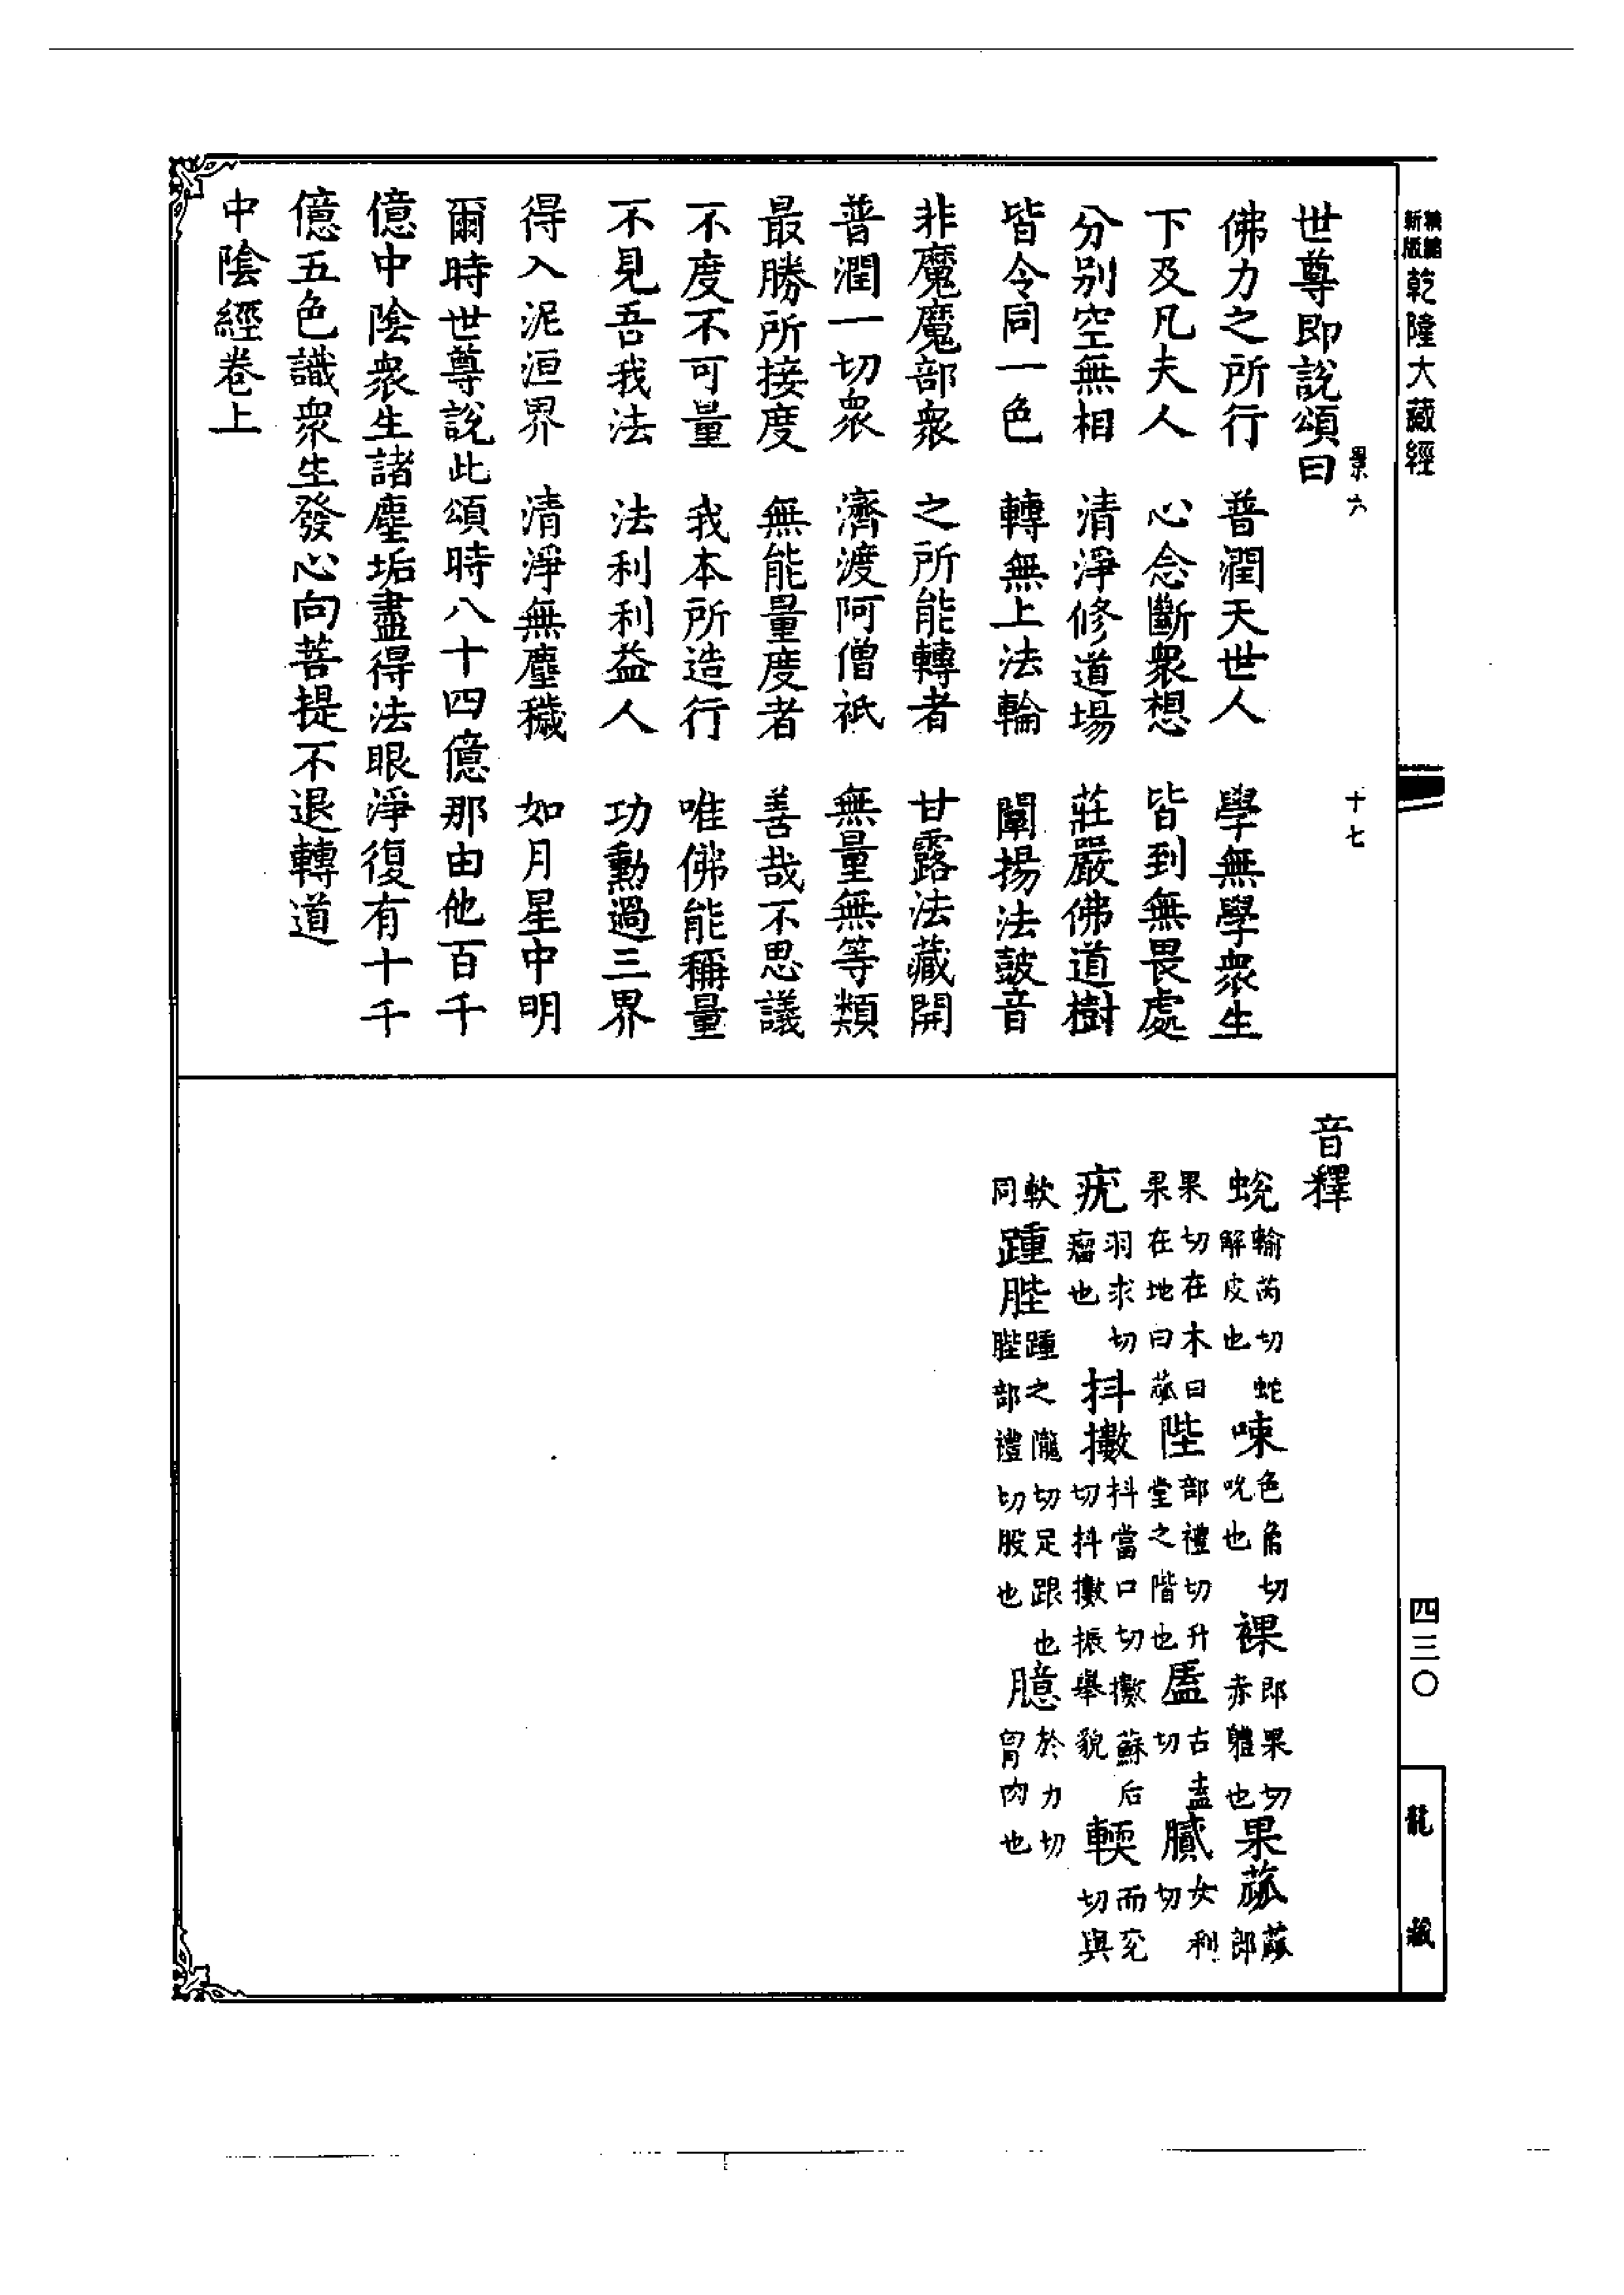 精縮新版乾隆大藏經
四三〇
龍藏
景六
十七
世尊即說頌曰
佛力之所行　普潤天世人　學無學衆生
下及凡夫人　心念斷衆想　皆到無畏處
分別空無相　清淨修道場　莊嚴佛道樹
皆令同一色　轉無上法輪　闡揚法鼓音
非魔魔部衆　之所能轉者　甘露法藏開
普潤一切衆　濟渡阿僧祇　無量無等類
最勝所接度　無能量度者　善哉不思議
不度不可量　我本所造行　唯佛能稱量
不見吾我法　法利利益人　功勳過三界
得入泥洹界　清淨無塵穢　如月星中明
爾時世尊說此頌時八十四億那由他百千
億中陰衆生諸塵垢盡得法眼淨復有十千
億五色識衆生發心向菩提不退轉道
中陰經卷上
音釋
蛻輸芮切蛇解皮也　㖼色角切吮也　裸郎果切赤體也　果蓏蓏郎
果切在木曰果在地曰蓏　陛部禮切升堂之階也　盬古盍切　膩女利切
疣羽求切瘤也　抖擻抖當口切擻蘇后切抖擻振舉貌　輭而兗切與
軟同　踵䏶踵之隴切足跟也䏶部禮切股也　臆於力切胷肉也